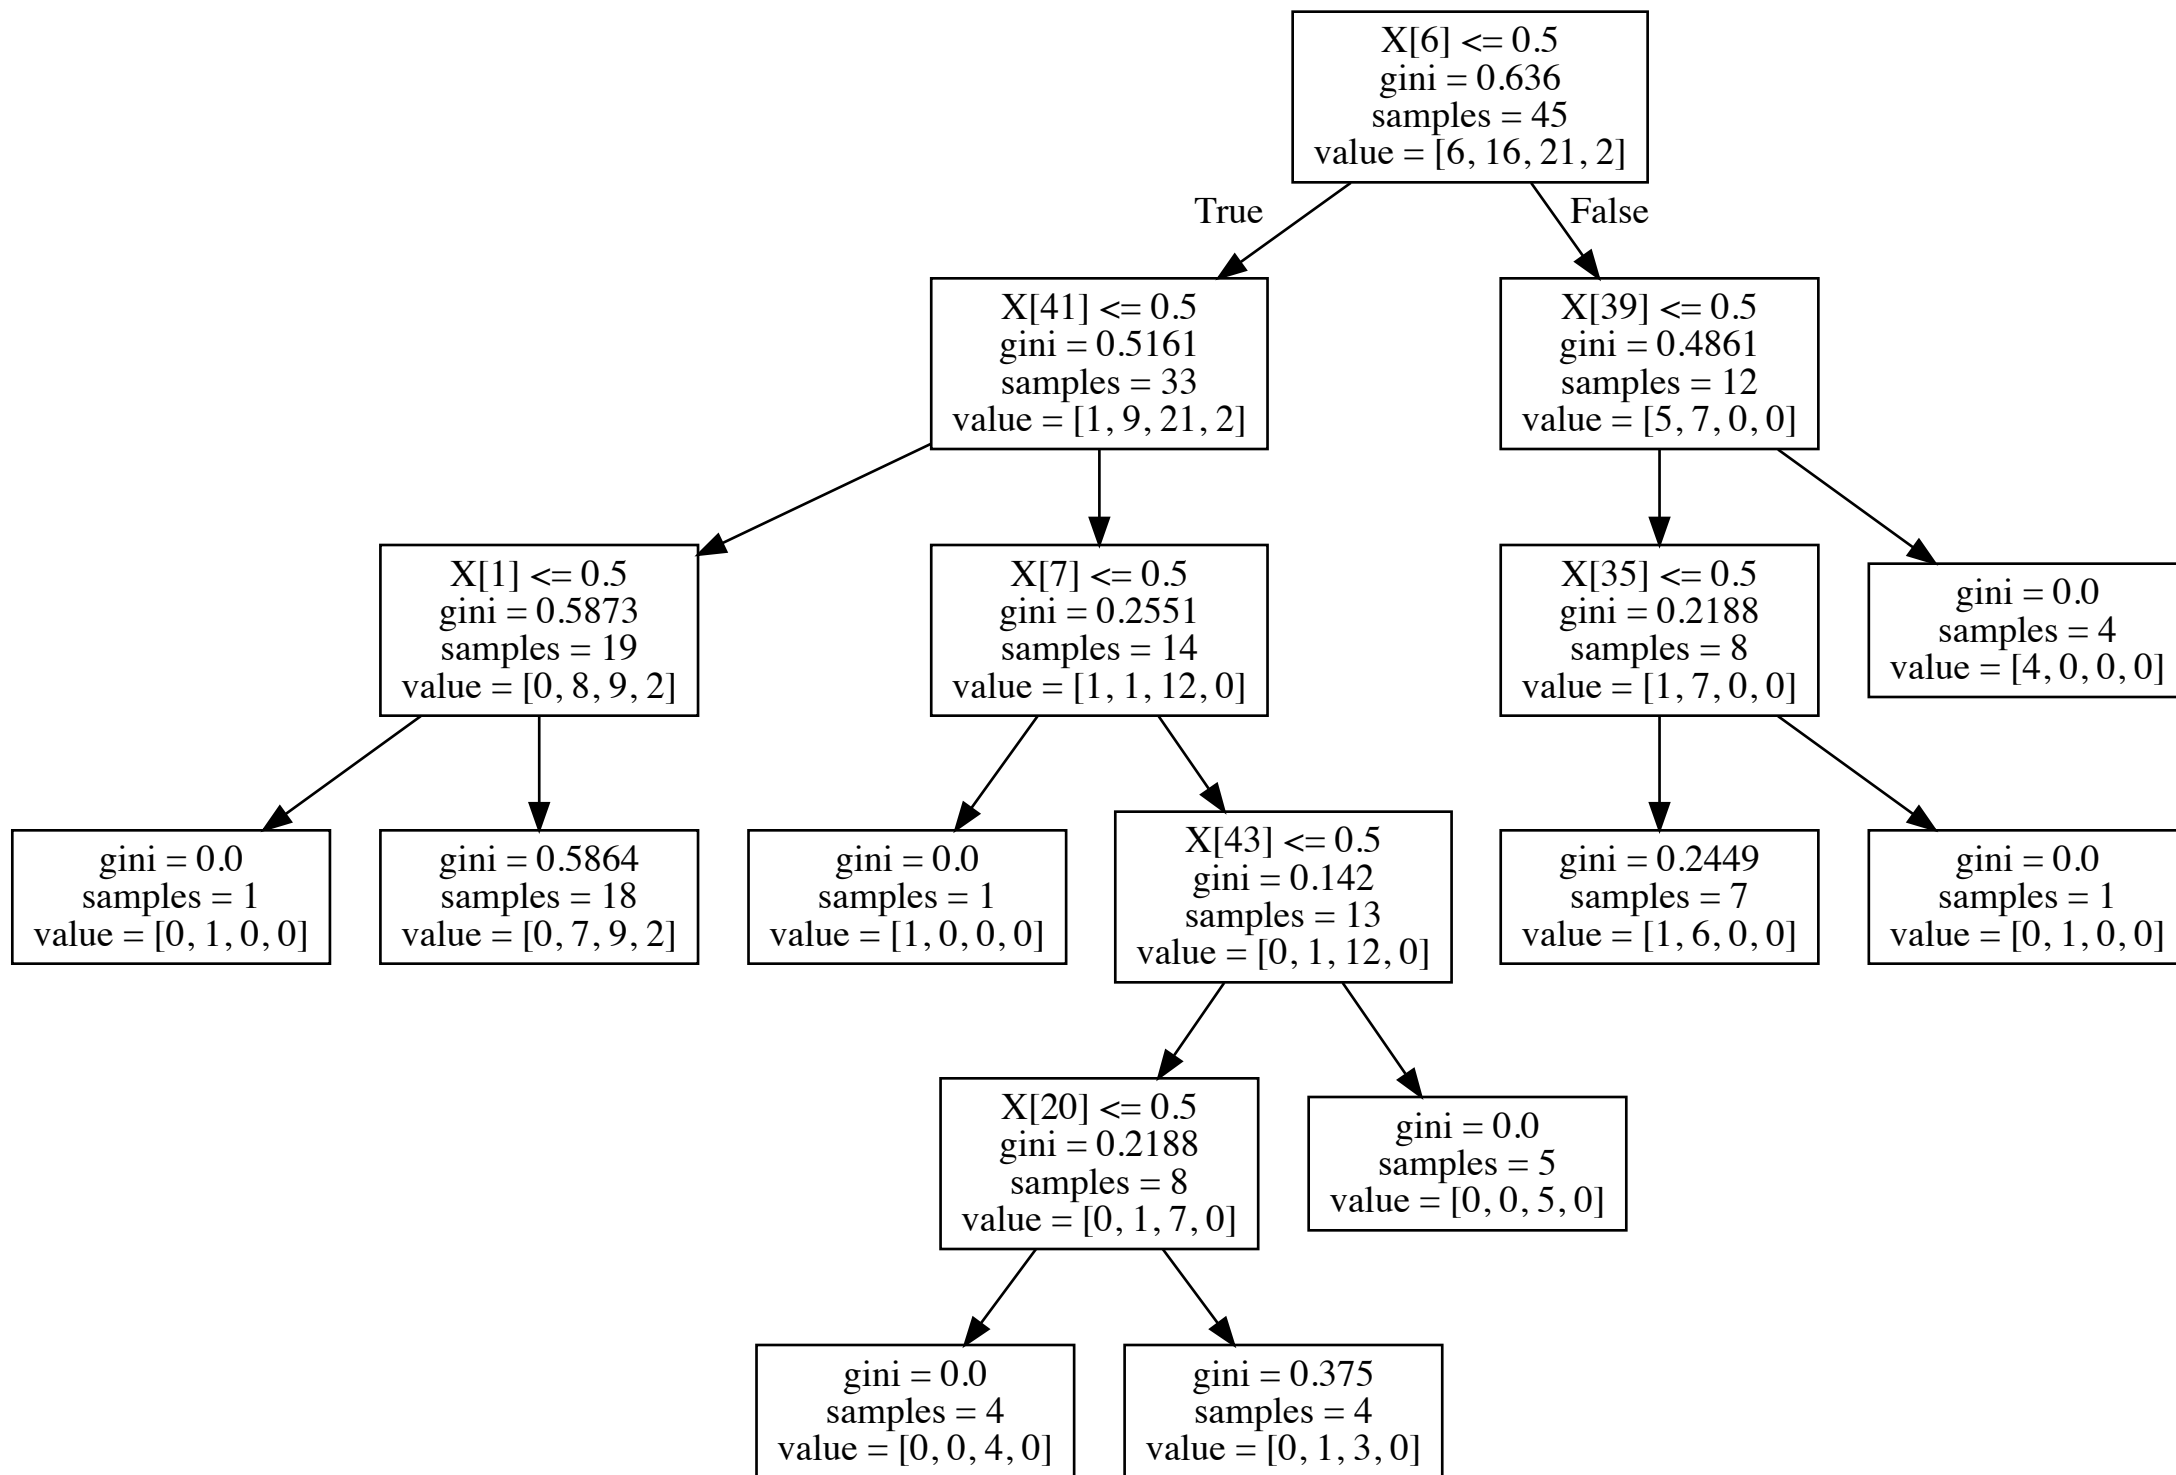 X[6] <= 0.5
gini = 0.636
samples = 45
value = [6, 16, 21, 2]
True
False
X[41] <= 0.5
gini = 0.5161
samples = 33
value = [1, 9, 21, 2]
X[39] <= 0.5
gini = 0.4861
samples = 12
value = [5, 7, 0, 0]
X[1] <= 0.5
gini = 0.5873
samples = 19
value = [0, 8, 9, 2]
X[7] <= 0.5
gini = 0.2551
samples = 14
value = [1, 1, 12, 0]
X[35] <= 0.5
gini = 0.2188
samples = 8
value = [1, 7, 0, 0]
gini = 0.0
samples = 4
value = [4, 0, 0, 0]
gini = 0.0
samples = 1
value = [0, 1, 0, 0]
gini = 0.5864
samples = 18
value = [0, 7, 9, 2]
gini = 0.0
samples = 1
value = [1, 0, 0, 0]
X[43] <= 0.5
gini = 0.142
samples = 13
value = [0, 1, 12, 0]
gini = 0.2449
samples = 7
value = [1, 6, 0, 0]
gini = 0.0
samples = 1
value = [0, 1, 0, 0]
X[20] <= 0.5
gini = 0.2188
samples = 8
value = [0, 1, 7, 0]
gini = 0.0
samples = 5
value = [0, 0, 5, 0]
gini = 0.0
samples = 4
value = [0, 0, 4, 0]
gini = 0.375
samples = 4
value = [0, 1, 3, 0]